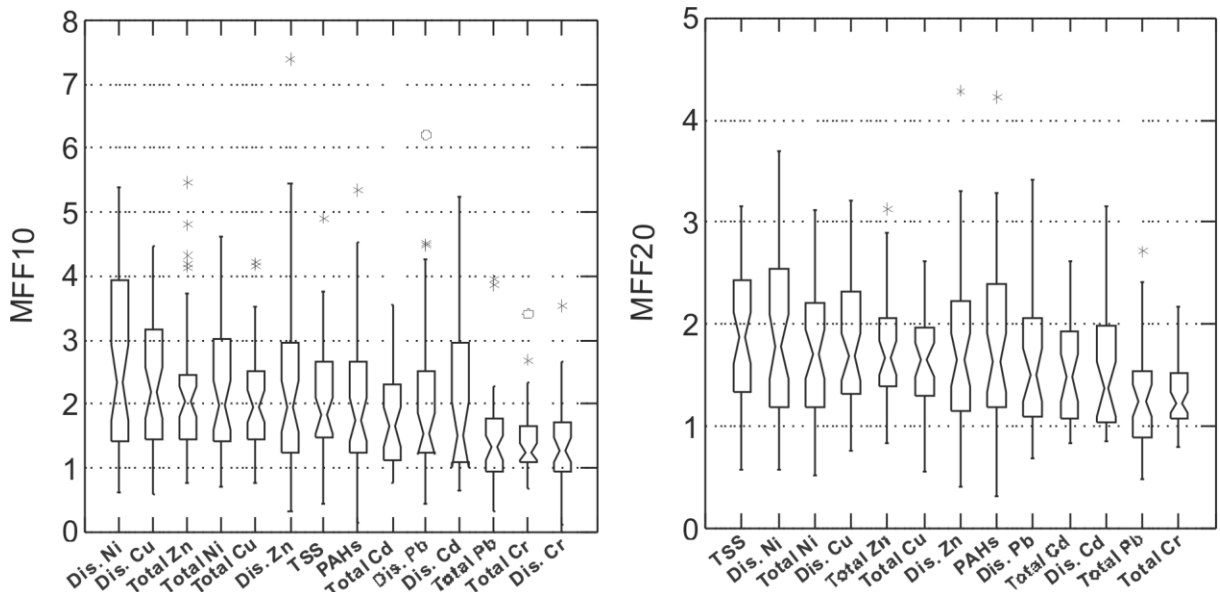 MFF10
8
7
6
5
4
3
2
1
0
Dis. Ni
Dis. Cu
Total Zn
Total Ni
Total Cu
Dis. Zn
TSS
PAHs
Total Cd
Dis. Pb
Dis. Cd
Total Pb
Total Cr
Dis. Cr
MFF20
5
4
3
2
1
0
TSS
Dis. Ni
Total Ni
Dis. Cu
Total Zn
Total Cu
Dis. Zn
PAHs
Dis. Pb
Total Cd
Dis. Cd
Total Pb
Total Cr